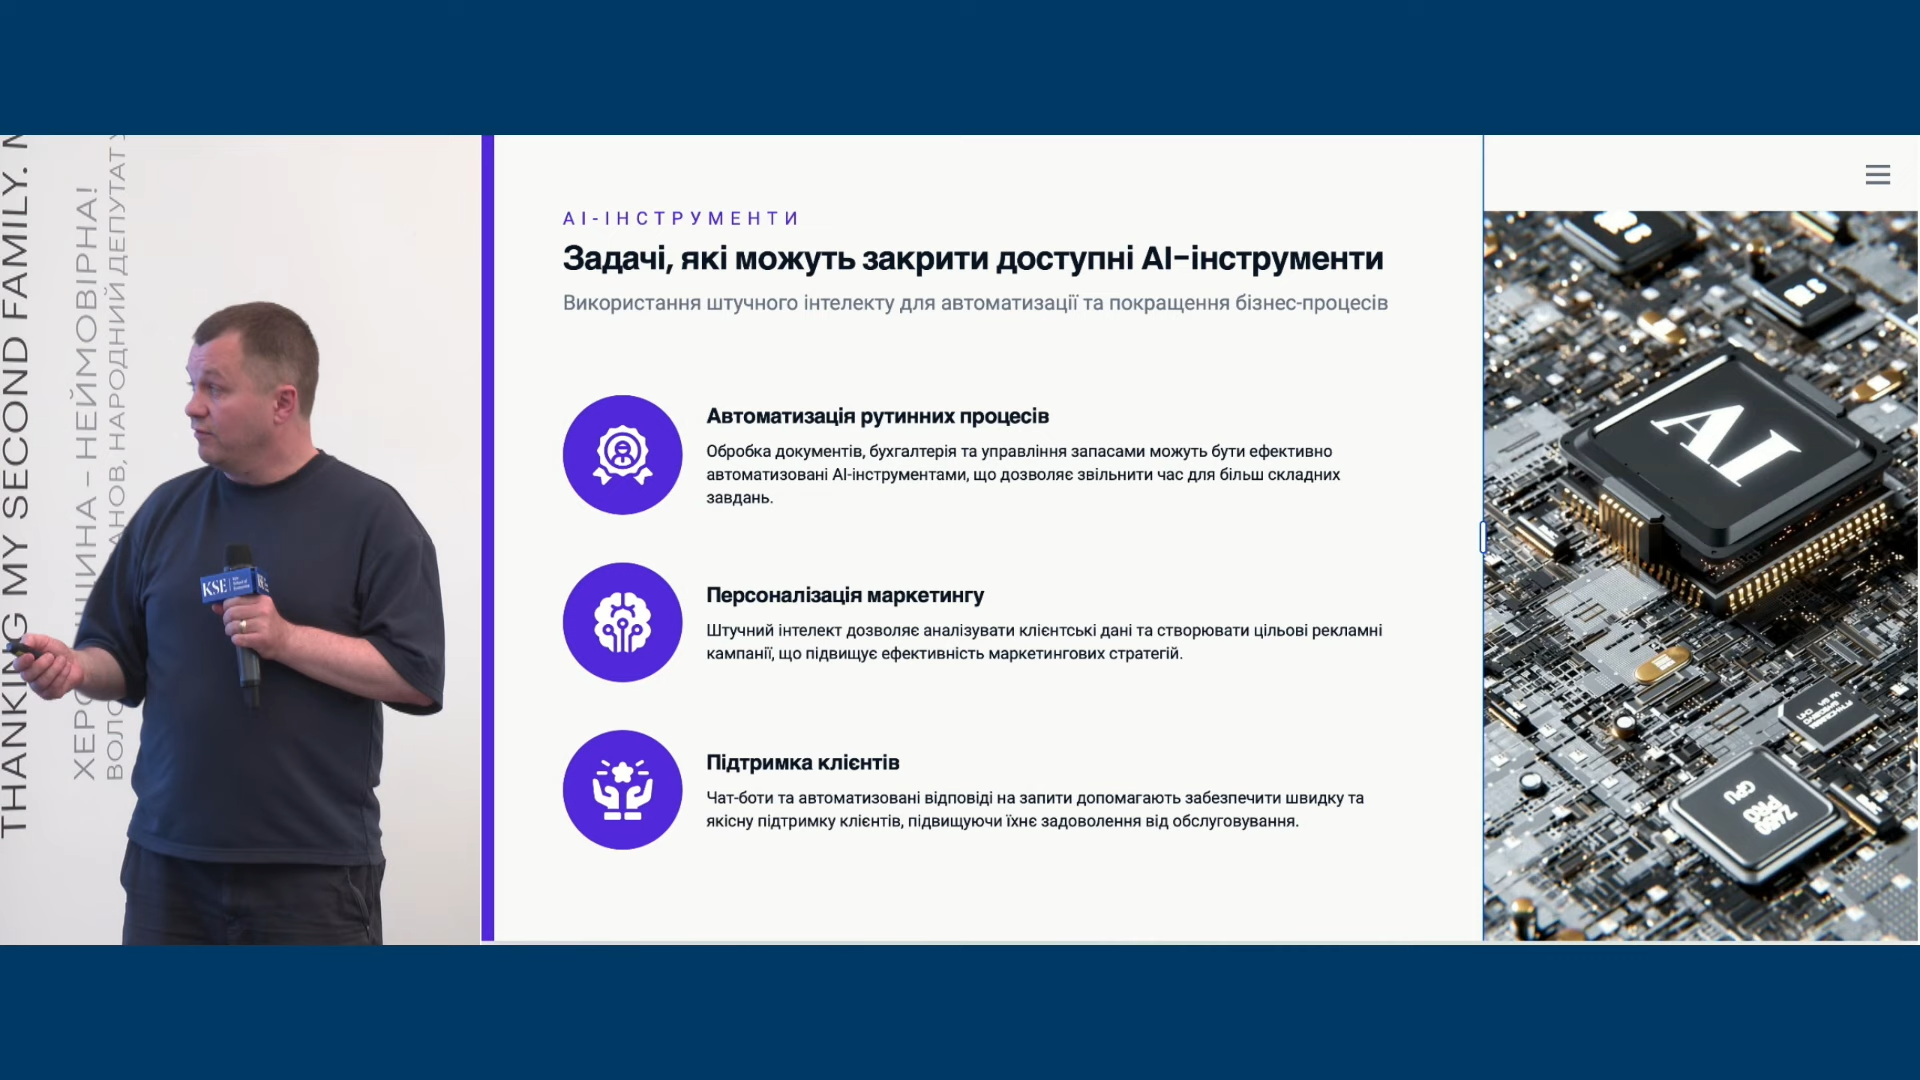 THANKING MY SECOND FAMILY.
ХЕРСОНЩИНА – НЕЙМОВІРНА!
НАРОДНИЙ ДЕПУТАТ
KSE
AI-ІНСТРУМЕНТИ
Задачі, які можуть закрити доступні AI-інструменти
Використання штучного інтелекту для автоматизації та покращення бізнес-процесів
Автоматизація рутинних процесів
Обробка документів, бухгалтерія та управління запасами можуть бути ефективно
автоматизовані AI-інструментами, що дозволяє звільнити час для більш складних
завдань.
Персоналізація маркетингу
Штучний інтелект дозволяє аналізувати клієнтські дані та створювати цільові рекламні
кампанії, що підвищує ефективність маркетингових стратегій.
Підтримка клієнтів
Чат-боти та автоматизовані відповіді на запити допомагають забезпечити швидку та
якісну підтримку клієнтів, підвищуючи їхнє задоволення від обслуговування.
AI